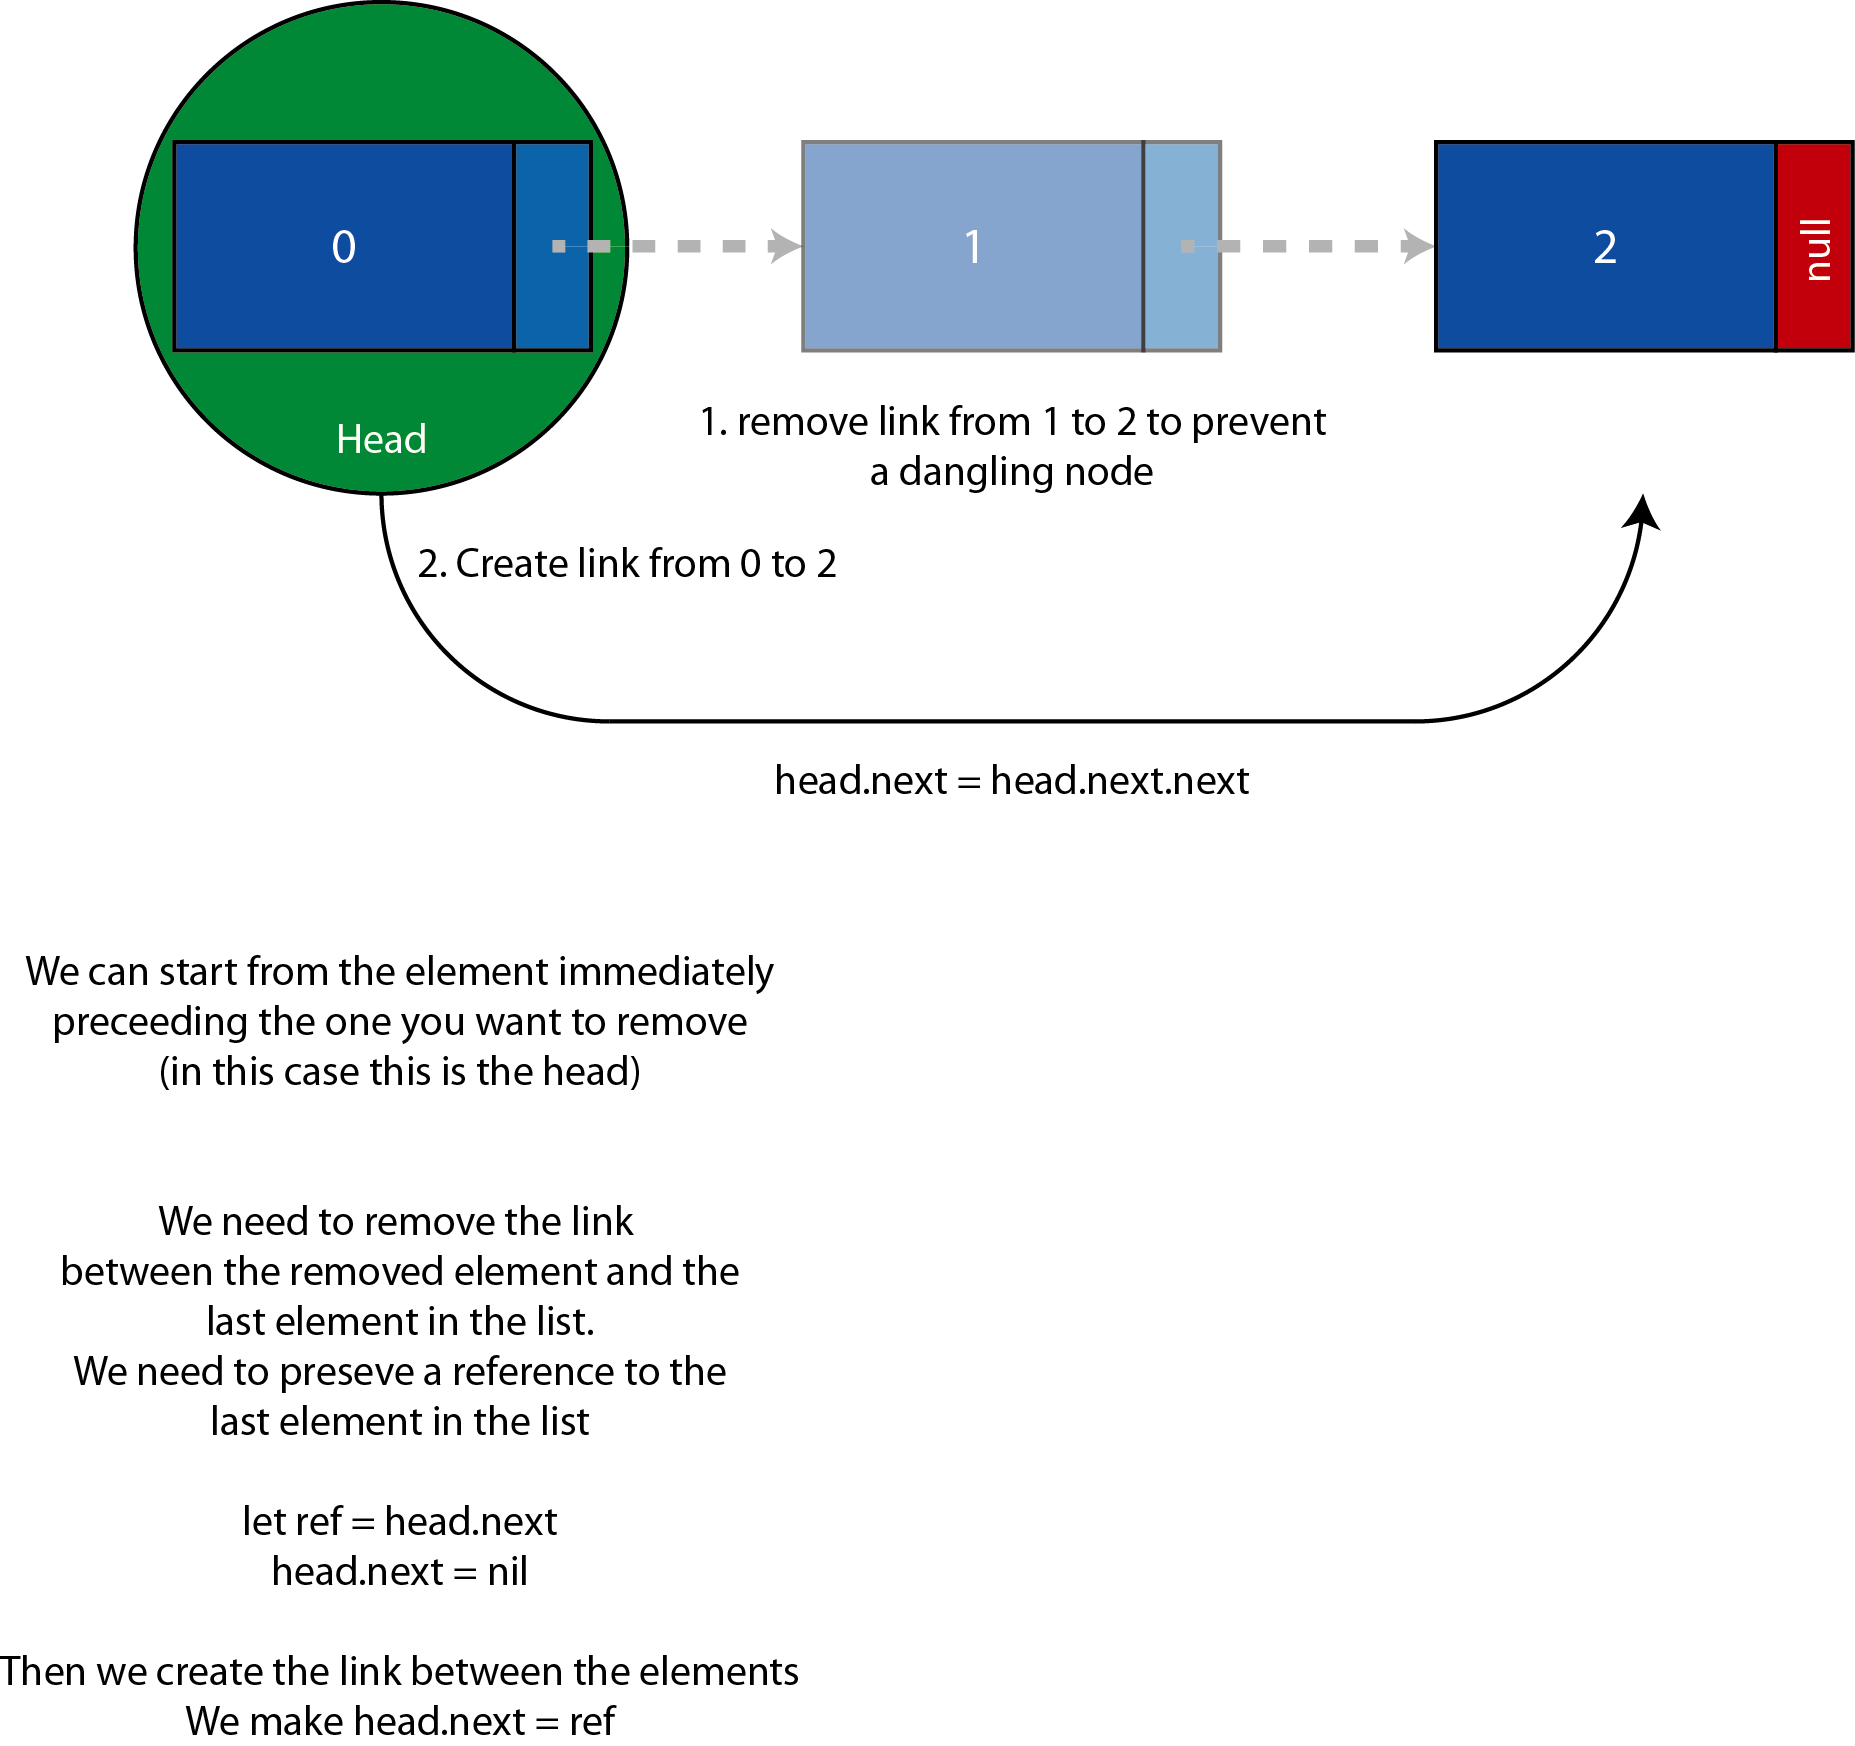 0
1
2
null
Head
1. remove link from 1 to 2 to prevent
a dangling node
2. Create link from 0 to 2
head.next = head.next.next
We can start from the element immediately
preceeding the one you want to remove
(in this case this is the head)
We need to remove the link
between the removed element and the
last element in the list.
We need to preseve a reference to the
last element in the list
let ref = head.next
head.next = nil
Then we create the link between the elements
We make head.next = ref